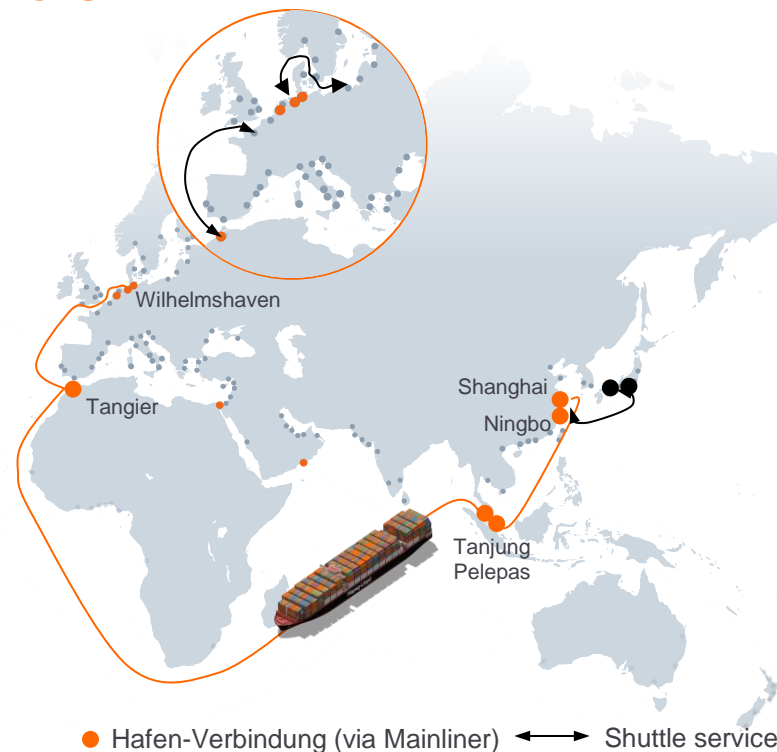 Wilhelmshaven
Tangier
Shanghai
Ningbo
Tanjung
Pelepas
Hafen-Verbindung (via Mainliner)
Shuttle service